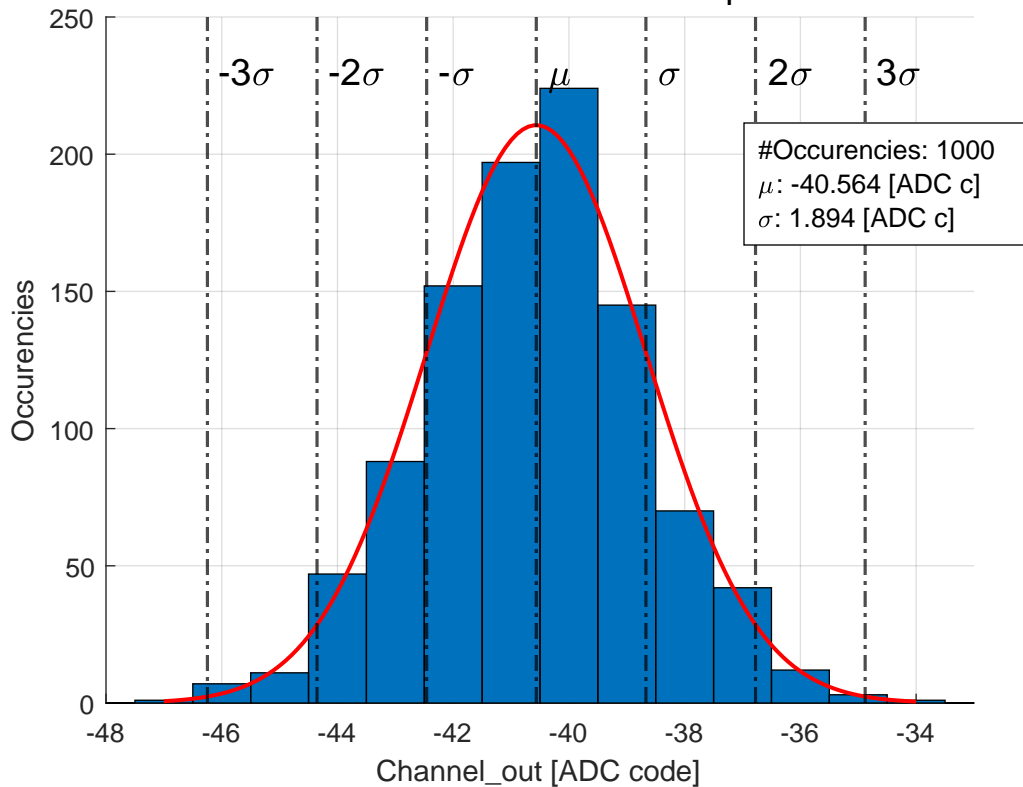 250
200
150
100
50
0
-3σ -2σ -σ μ σ 2σ 3σ
#Occurencies: 1000
μ: -40.564 [ADC c]
σ: 1.894 [ADC c]
Occurencies
-48 -46 -44 -42 -40 -38 -36 -34
Channel_out [ADC code]